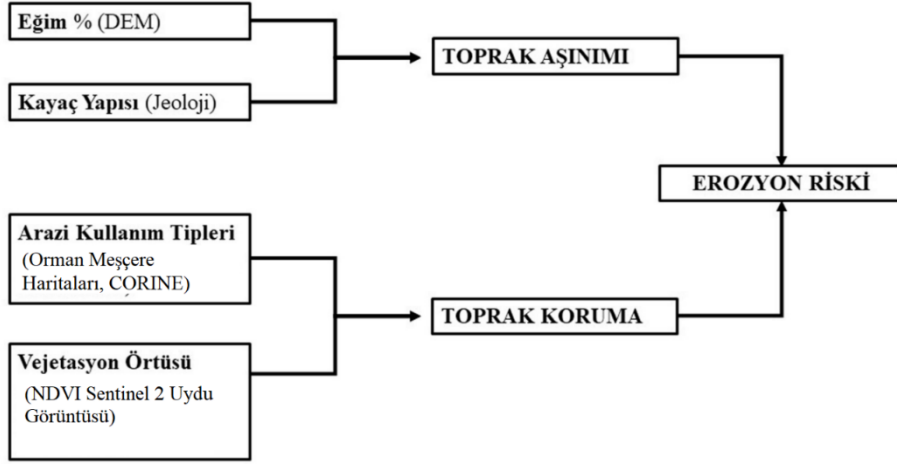 Eğim % (DEM)
Kayaç Yapısı (Jeoloji)
TOPRAK AŞINIMI
EROZYON RİSKİ
Arazi Kullanım Tipleri
(Orman Meşçere
Haritaları, CORINE)
TOPRAK KORUMA
Vejetasyon Örtüsü
(NDVI Sentinel 2 Uydu
Görüntüsü)